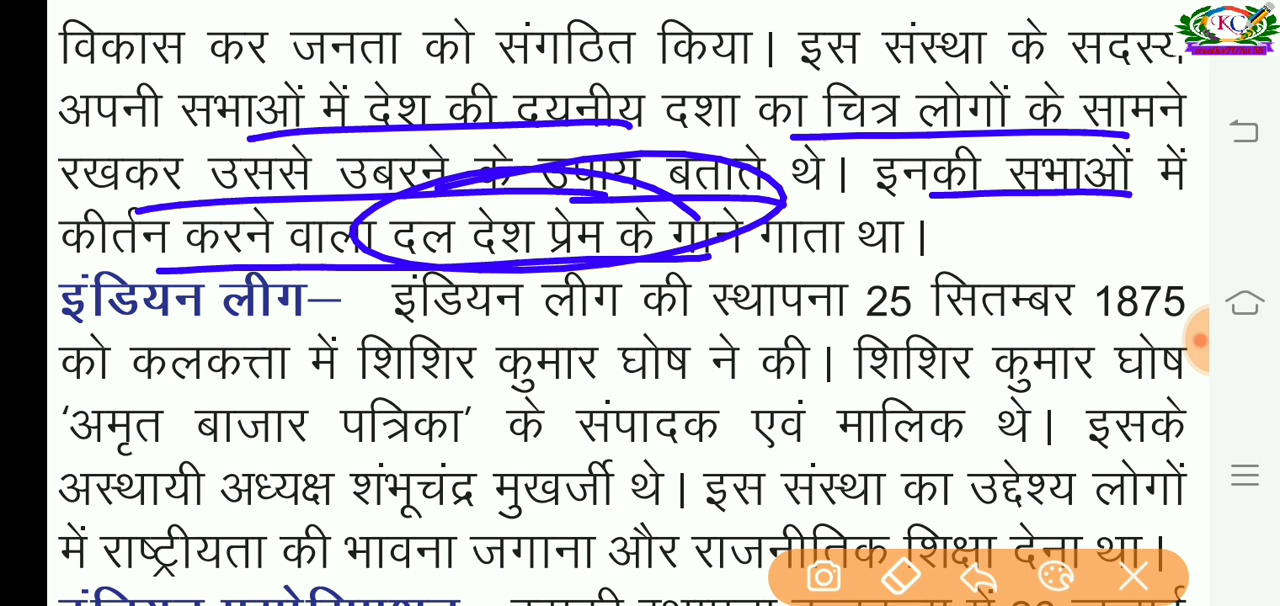 विकास कर जनता को संगठित किया। इस संस्था के सदस्य
अपनी सभाओं में देश की दयनीय दशा का चित्र लोगों के सामने
रखकर उससे उबरने के उपाय बताते थे। इनकी सभाओं में
कीर्तन करने वाला दल देश प्रेम के गाने गाता था।
इंडियन लीग– इंडियन लीग की स्थापना 25 सितम्बर 1875
को कलकत्ता में शिशिर कुमार घोष ने की। शिशिर कुमार घोष
‘अमृत बाजार पत्रिका’ के संपादक एवं मालिक थे। इसके
अस्थायी अध्यक्ष शंभूचंद्र मुखर्जी थे। इस संस्था का उद्देश्य लोगों
में राष्ट्रीयता की भावना जगाना और राजनीतिक शिक्षा देना था।
KC